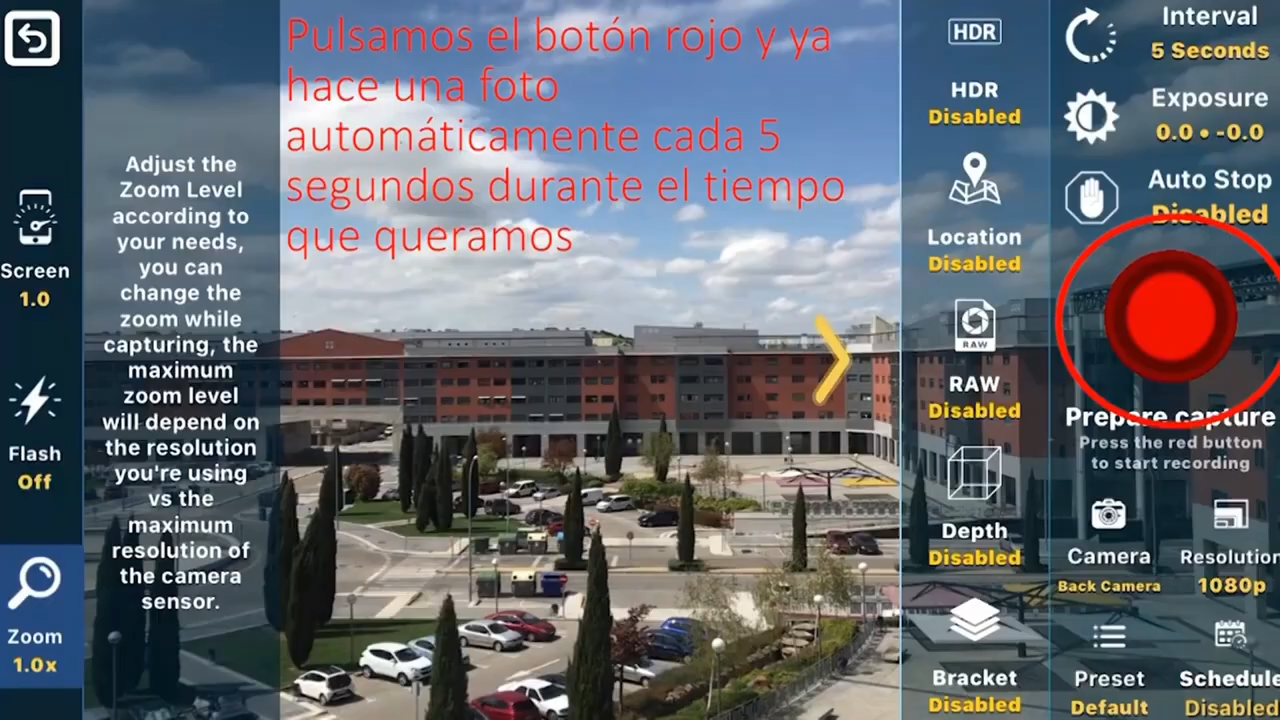 Pulsamos el botón rojo y ya
hace una foto
automáticamente cada 5
segundos durante el tiempo
que queramos
Screen
1.0
Flash
Off
Zoom
1.0x
Adjust the
Zoom Level
according to
your needs,
you can
change the
zoom while
capturing, the
maximum
zoom level
will depend on
the resolution
you're using
vs the
maximum
resolution of
the camera
sensor.
HDR
HDR
Disabled
Location
Disabled
RAW
RAW
Disabled
Depth
Disabled
Bracket
Disabled
Interval
5 Seconds
Exposure
0.0 • -0.0
Auto Stop
Disabled
Prepare capture
Press the red button
to start recording
Camera
Back Camera
Resolution
1080p
Preset
Default
Schedule
Disabled